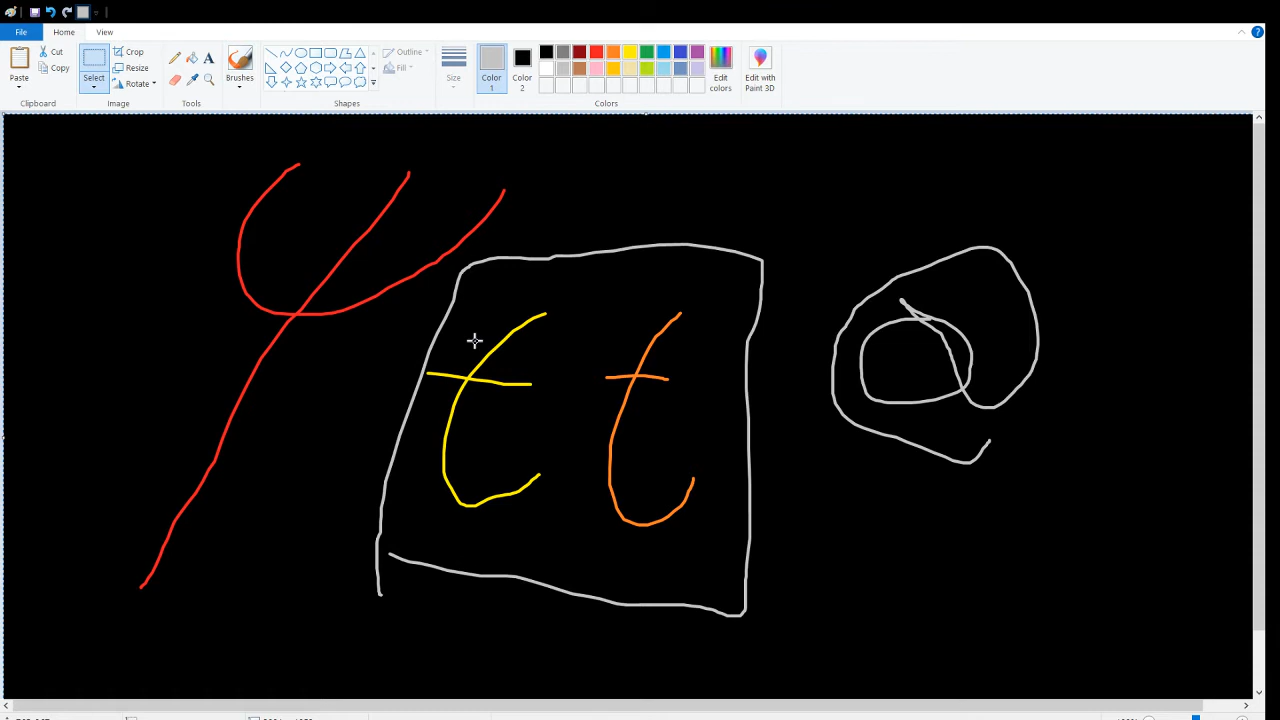 File Home View
Paste Cut Copy Clipboard
Select Crop Resize Rotate Image
A Tools
Brushes
Outline Fill Shapes
Size
Color 1 Color 2 Edit colors Colors
Edit with Paint 3D
ψ t t @